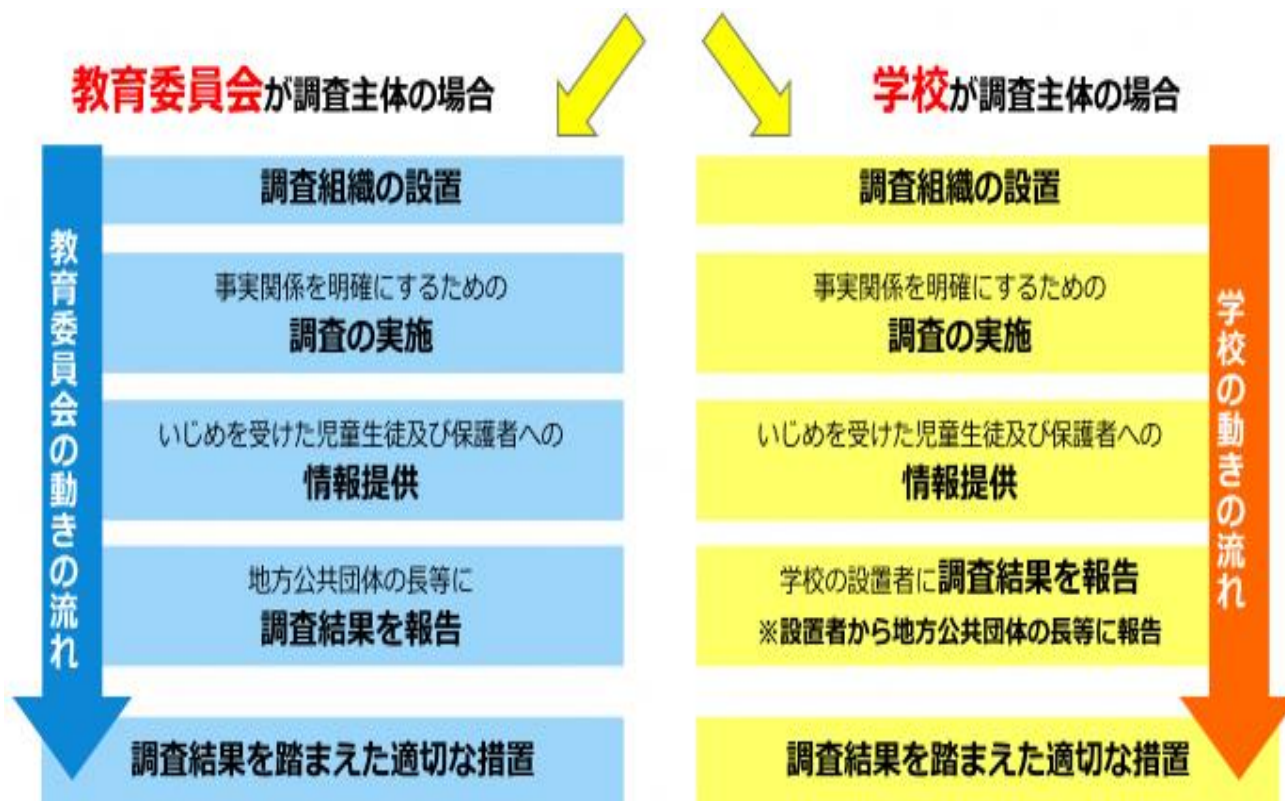 教育委員会が調査主体の場合
教育委員会の動きの流れ
調査組織の設置
事実関係を明確にするための
調査の実施
いじめを受けた児童生徒及び保護者への
情報提供
地方公共団体の長等に
調査結果を報告
調査結果を踏まえた適切な措置
学校が調査主体の場合
調査組織の設置
事実関係を明確にするための
調査の実施
いじめを受けた児童生徒及び保護者への
情報提供
学校の設置者に調査結果を報告
※設置者から地方公共団体の長等に報告
調査結果を踏まえた適切な措置
学校の動きの流れ